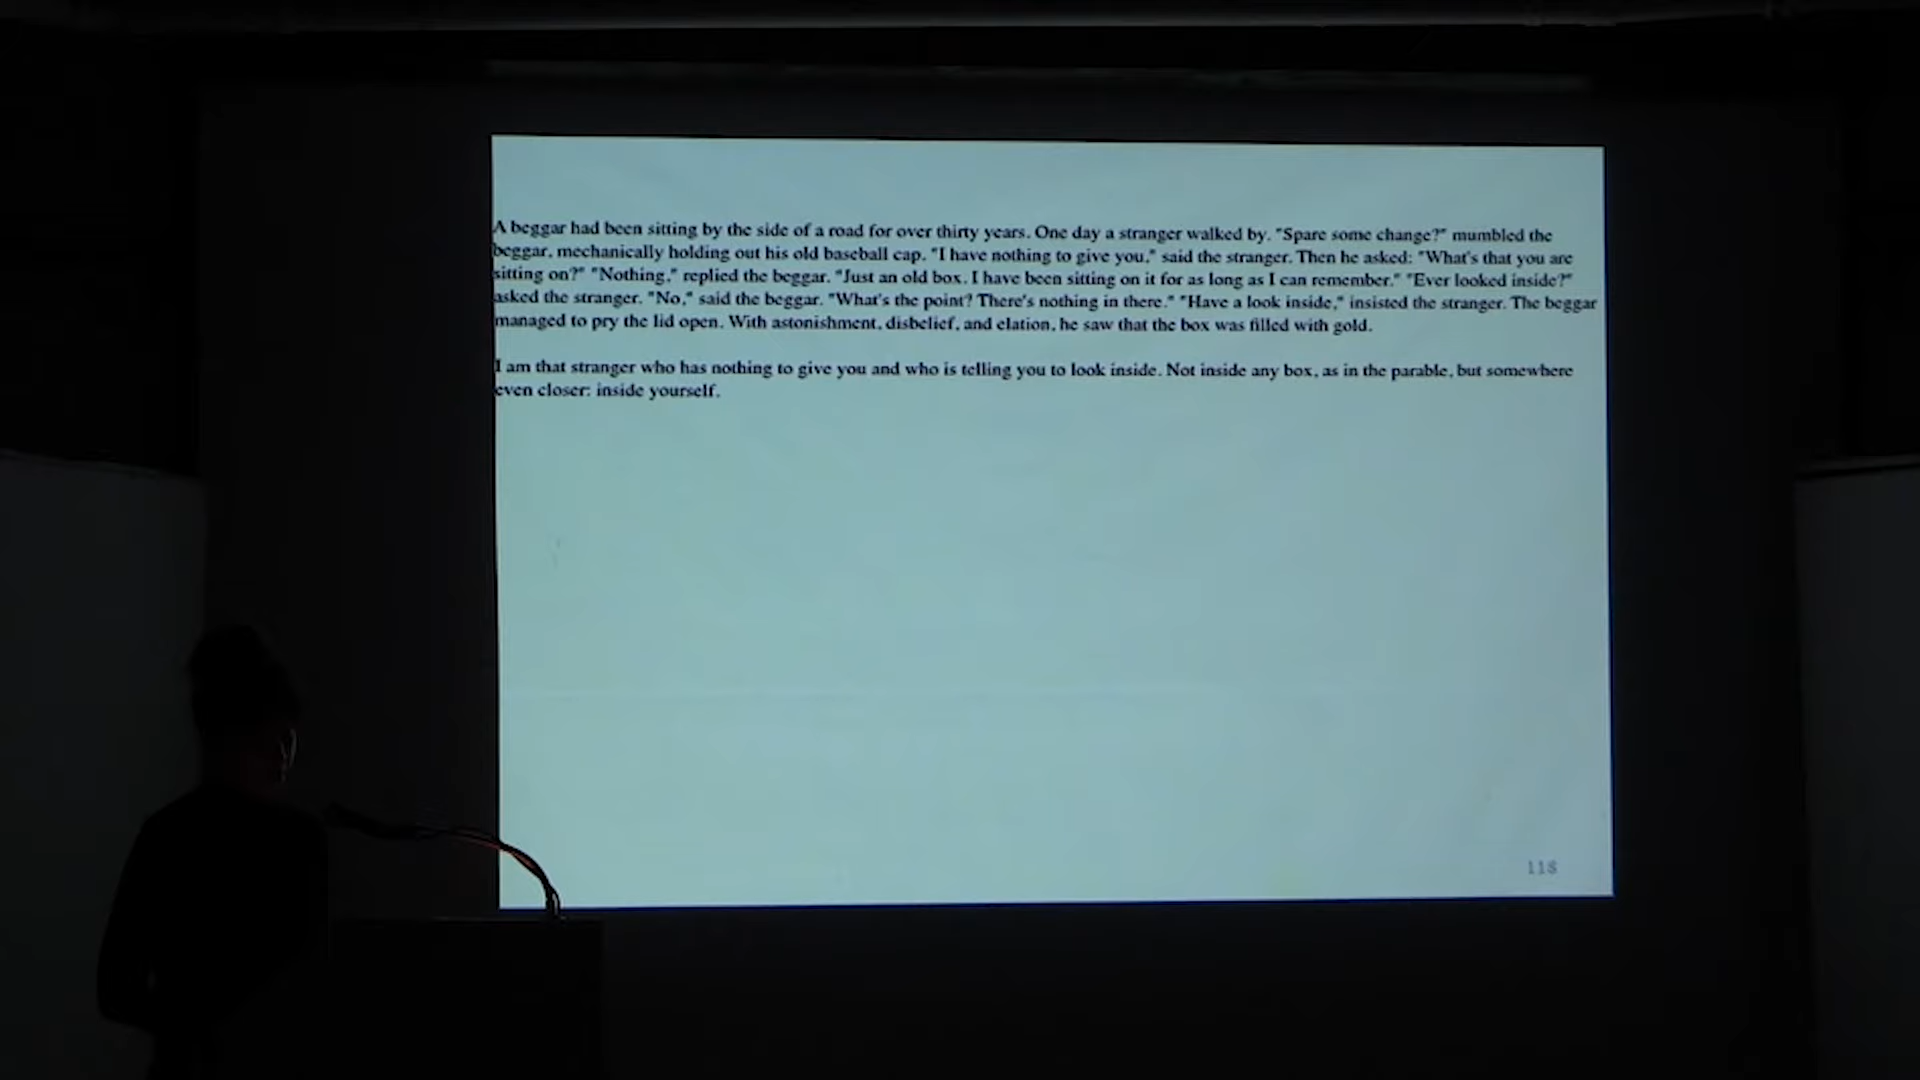 A beggar had been sitting by the side of a road for over thirty years. One day a stranger walked by. "Spare some change?" mumbled the
beggar, mechanically holding out his old baseball cap. "I have nothing to give you," said the stranger. Then he asked: "What's that you are
sitting on?" "Nothing," replied the beggar. "Just an old box. I have been sitting on it for as long as I can remember." "Ever looked inside?"
asked the stranger. "No," said the beggar. "What's the point? There's nothing in there." "Have a look inside," insisted the stranger. The beggar
managed to pry the lid open. With astonishment, disbelief, and elation, he saw that the box was filled with gold.
I am that stranger who has nothing to give you and who is telling you to look inside. Not inside any box, as in the parable, but somewhere
even closer: inside yourself.
118